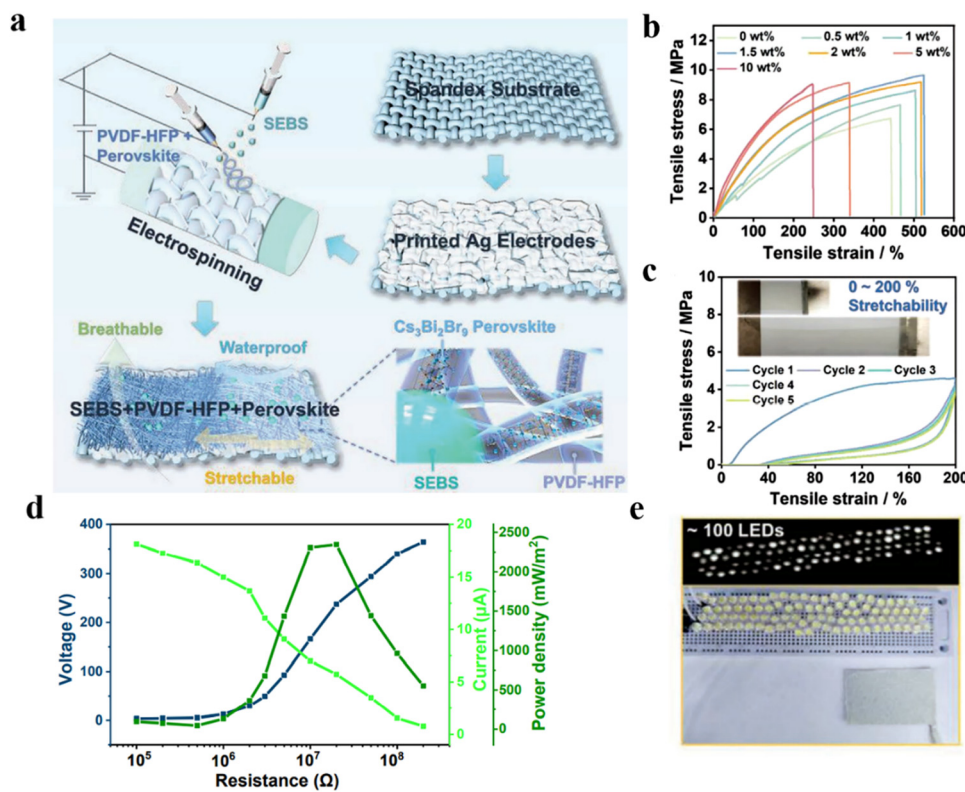 a
PVDF-HFP +
Perovskite
SEBS
Electrospinning
Spandex Substrate
Printed Ag Electrodes
Breathable
Waterproof
SEBS+PVDF-HFP+Perovskite
Stretchable
Cs₃Bi₂Br₉ Perovskite
SEBS
PVDF-HFP
b
0 wt% 0.5 wt% 1 wt%
1.5 wt% 2 wt% 5 wt%
10 wt%
Tensile stress / MPa
12
10
8
6
4
2
0
0 100 200 300 400 500 600
Tensile strain / %
c
0 ~ 200 %
Stretchability
Cycle 1 Cycle 2 Cycle 3
Cycle 4
Cycle 5
Tensile stress / MPa
10
8
6
4
2
0
0 40 80 120 160 200
Tensile strain / %
d
Voltage (V)
400
300
200
100
0
Current (μA)
20
15
10
5
0
Power density (mW/m²)
2500
2250
2000
1750
1500
1250
1000
750
500
250
0
10⁵ 10⁶ 10⁷ 10⁸
Resistance (Ω)
e
~ 100 LEDs